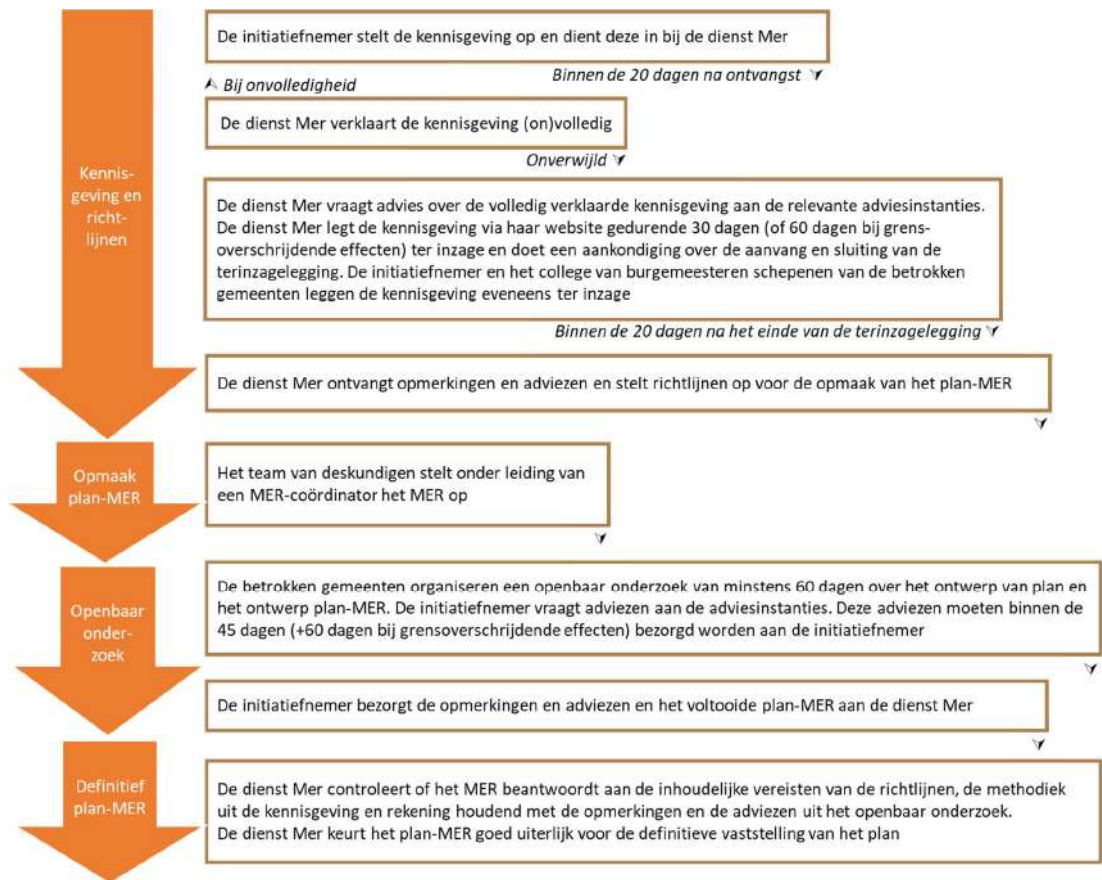 De initiatiefnemer stelt de kennisgeving op en dient deze in bij de dienst Mer
Binnen de 20 dagen na ontvangst
Bij onvolledigheid
De dienst Mer verklaart de kennisgeving (on)volledig
Onverwijld
Kennis-
geving en
richt-
lijnen
De dienst Mer vraagt advies over de volledig verklaarde kennisgeving aan de relevante adviesinstanties.
De dienst Mer legt de kennisgeving via haar website gedurende 30 dagen (of 60 dagen bij grens-
overschrijdende effecten) ter inzage en doet een aankondiging over de aanvang en sluiting van de
terinzagelegging. De initiatiefnemer en het college van burgemeesteren schepenen van de betrokken
gemeenten leggen de kennisgeving eveneens ter inzage
Binnen de 20 dagen na het einde van de terinzagelegging
De dienst Mer ontvangt opmerkingen en adviezen en stelt richtlijnen op voor de opmaak van het plan-MER
Opmaak
plan-MER
Het team van deskundigen stelt onder leiding van
een MER-coördinator het MER op
Openbaar
onder-
zoek
De betrokken gemeenten organiseren een openbaar onderzoek van minstens 60 dagen over het ontwerp van plan en
het ontwerp plan-MER. De initiatiefnemer vraagt adviezen aan de adviesinstanties. Deze adviezen moeten binnen de
45 dagen (+60 dagen bij grensoverschrijdende effecten) bezorgd worden aan de initiatiefnemer
De initiatiefnemer bezorgt de opmerkingen en adviezen en het voltooide plan-MER aan de dienst Mer
Definitief
plan-MER
De dienst Mer controleert of het MER beantwoordt aan de inhoudelijke vereisten van de richtlijnen, de methodiek
uit de kennisgeving en rekening houdend met de opmerkingen en de adviezen uit het openbaar onderzoek.
De dienst Mer keurt het plan-MER goed uiterlijk voor de definitieve vaststelling van het plan